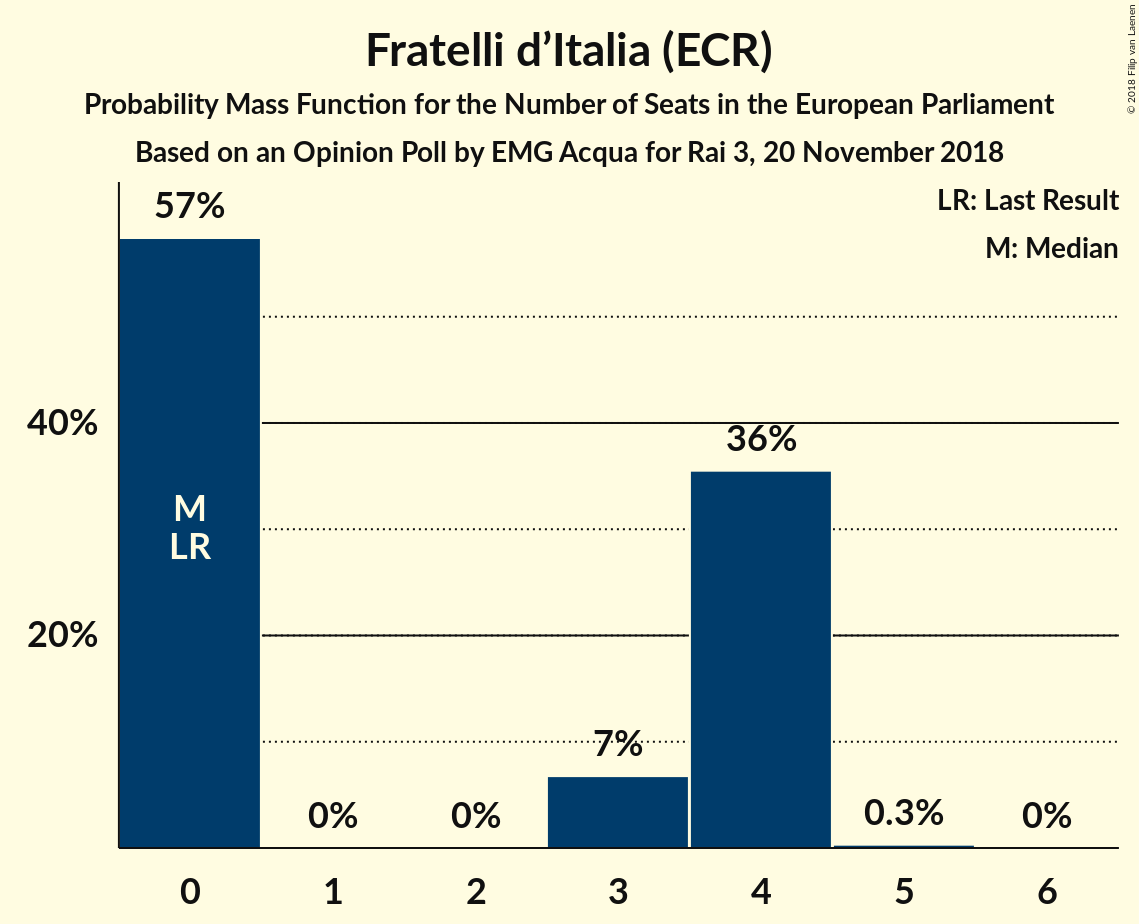 Fratelli d’Italia (ECR)
Probability Mass Function for the Number of Seats in the European Parliament
Based on an Opinion Poll by EMG Acqua for Rai 3, 20 November 2018
© 2018 Filip van Laenen
LR: Last Result
M: Median
57%
40%
36%
M
LR
20%
7%
0%
0%
0.3%
0%
0 1 2 3 4 5 6